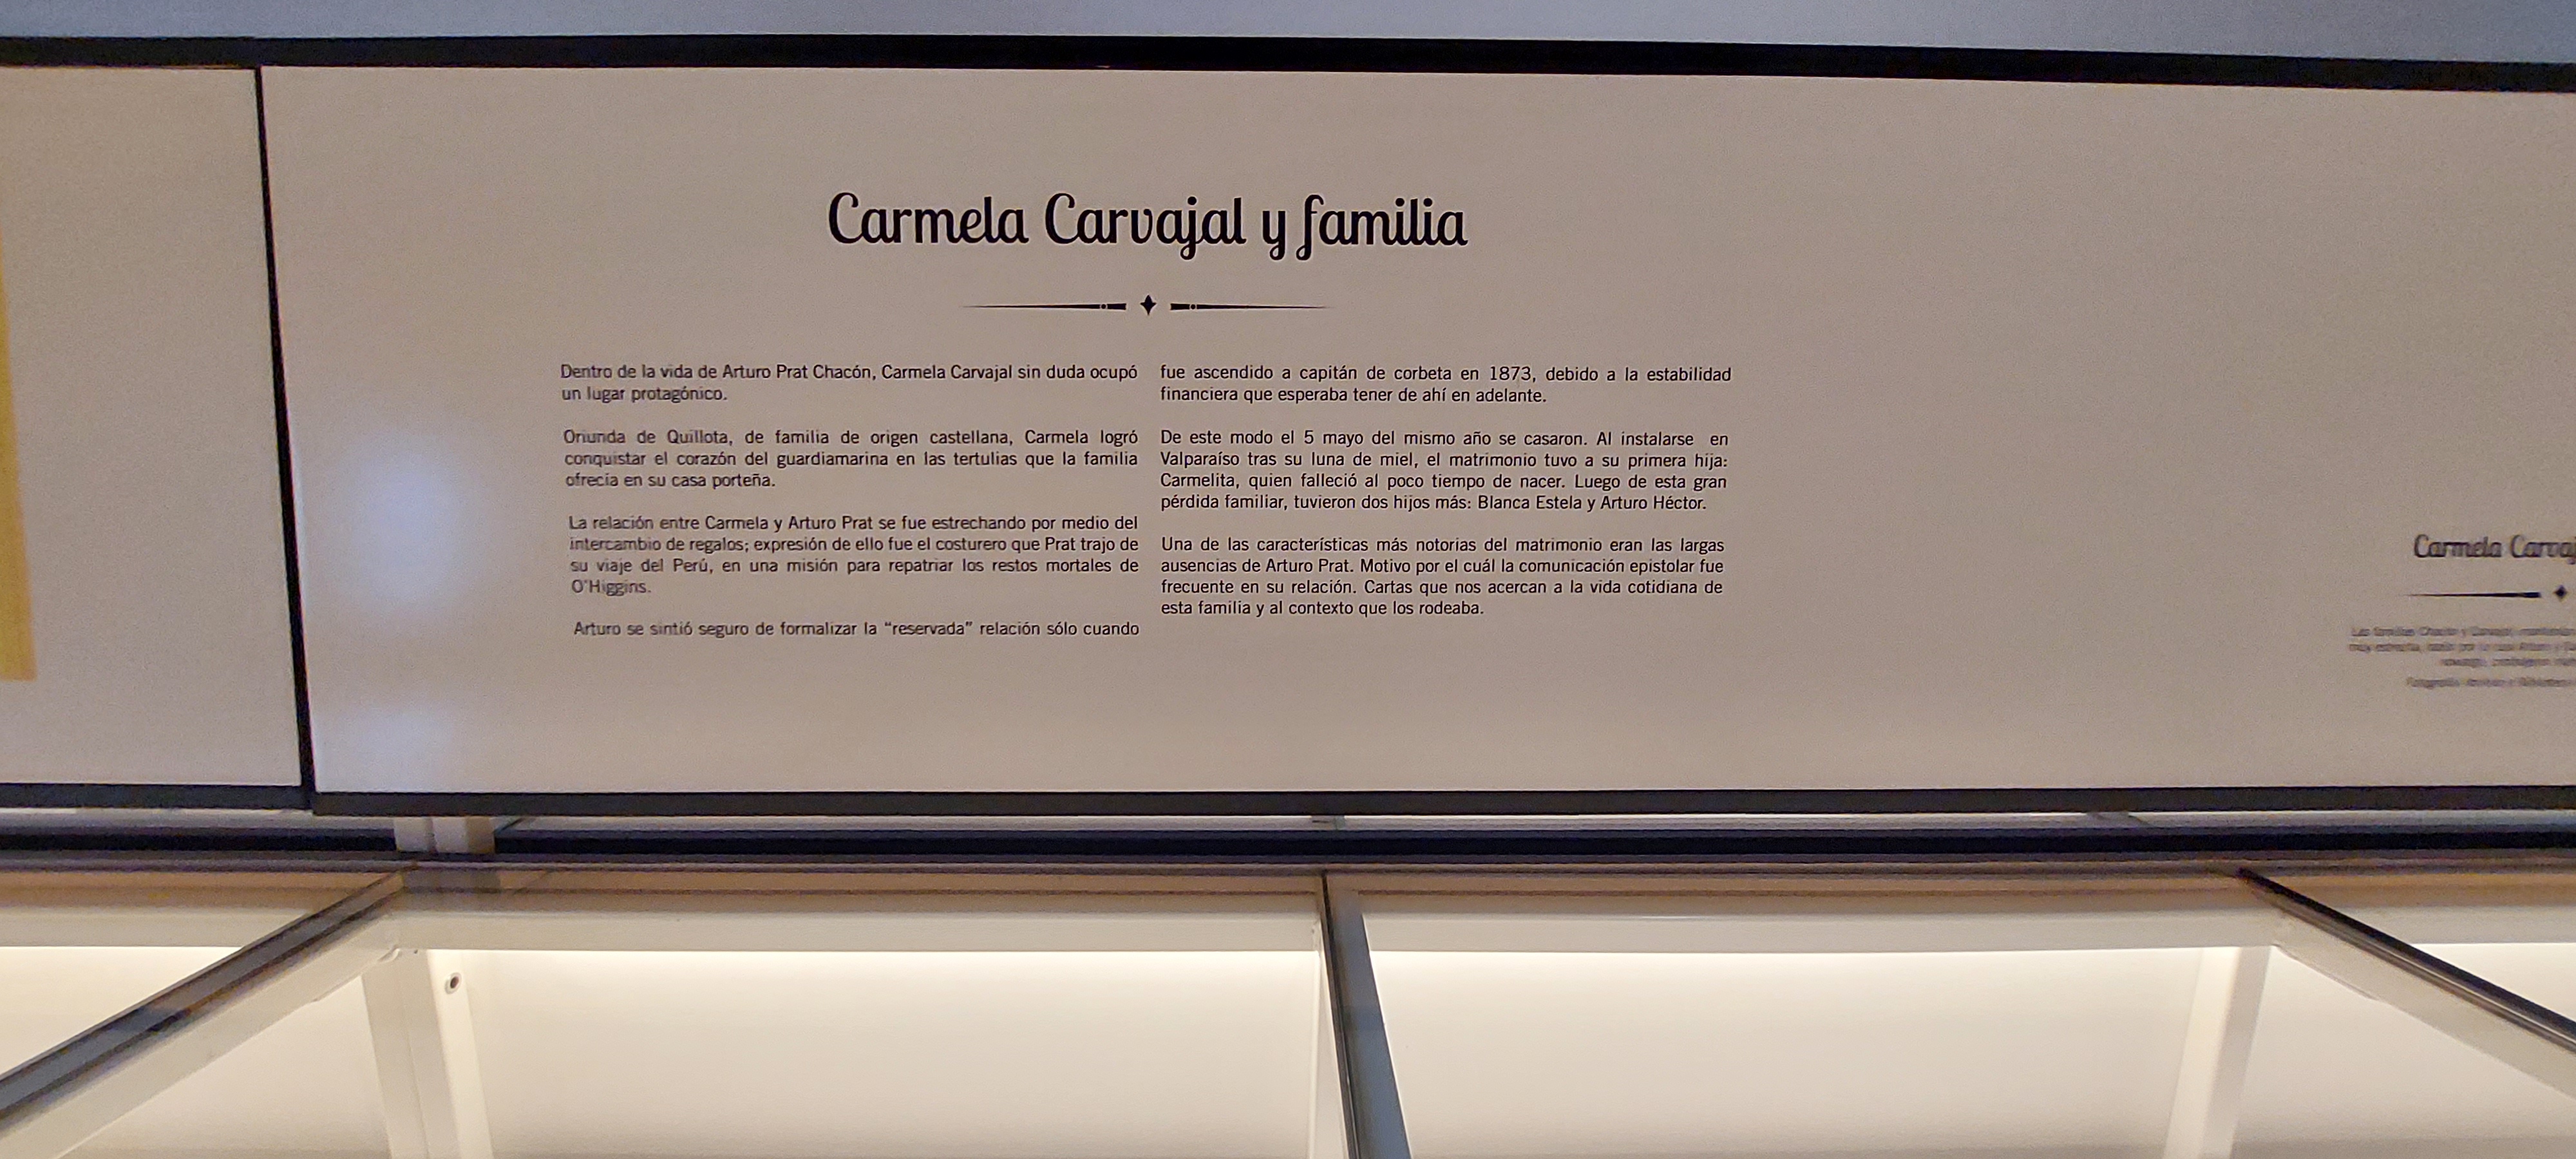 Carmela Carvajal y familia
Dentro de la vida de Arturo Prat Chacón, Carmela Carvajal sin duda ocupó
un lugar protagónico.
Oriunda de Quillota, de familia de origen castellana, Carmela logró
conquistar el corazón del guardiamarina en las tertulias que la familia
ofrecía en su casa porteña.
La relación entre Carmela y Arturo Prat se fue estrechando por medio del
intercambio de regalos; expresión de ello fue el costurero que Prat trajo de
su viaje del Perú, en una misión para repatriar los restos mortales de
O'Higgins.
Arturo se sintió seguro de formalizar la “reservada” relación sólo cuando
fue ascendido a capitán de corbeta en 1873, debido a la estabilidad
financiera que esperaba tener de ahí en adelante.
De este modo el 5 mayo del mismo año se casaron. Al instalarse en
Valparaíso tras su luna de miel, el matrimonio tuvo a su primera hija:
Carmelita, quien falleció al poco tiempo de nacer. Luego de esta gran
pérdida familiar, tuvieron dos hijos más: Blanca Estela y Arturo Héctor.
Una de las características más notorias del matrimonio eran las largas
ausencias de Arturo Prat. Motivo por el cuál la comunicación epistolar fue
frecuente en su relación. Cartas que nos acercan a la vida cotidiana de
esta familia y al contexto que los rodeaba.
Carmela Carvaj